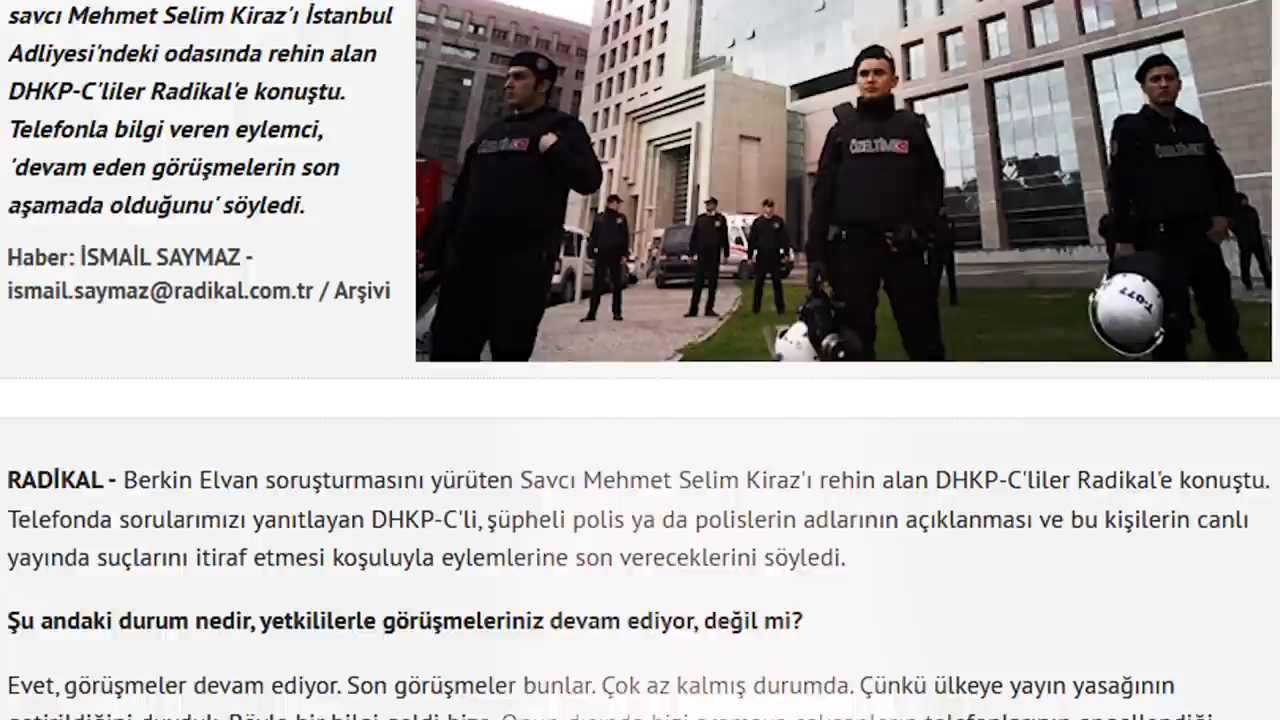 savcı Mehmet Selim Kiraz'ı İstanbul
Adliyesi'ndeki odasında rehin alan
DHKP-C'liler Radikal'e konuştu.
Telefonla bilgi veren eylemci,
'devam eden görüşmelerin son
aşamada olduğunu' söyledi.
Haber: İSMAİL SAYMAZ -
ismail.saymaz@radikal.com.tr / Arşivi
ÖZEL TİM
ÖZEL TİM
T-077
RADİKAL - Berkin Elvan soruşturmasını yürüten Savcı Mehmet Selim Kiraz'ı rehin alan DHKP-C'liler Radikal'e konuştu.
Telefonda sorularımızı yanıtlayan DHKP-C'li, şüpheli polis ya da polislerin adlarının açıklanması ve bu kişilerin canlı
yayında suçlarını itiraf etmesi koşuluyla eylemlerine son vereceklerini söyledi.
Şu andaki durum nedir, yetkililerle görüşmeleriniz devam ediyor, değil mi?
Evet, görüşmeler devam ediyor. Son görüşmeler bunlar. Çok az kalmış durumda. Çünkü ülkeye yayın yasağının